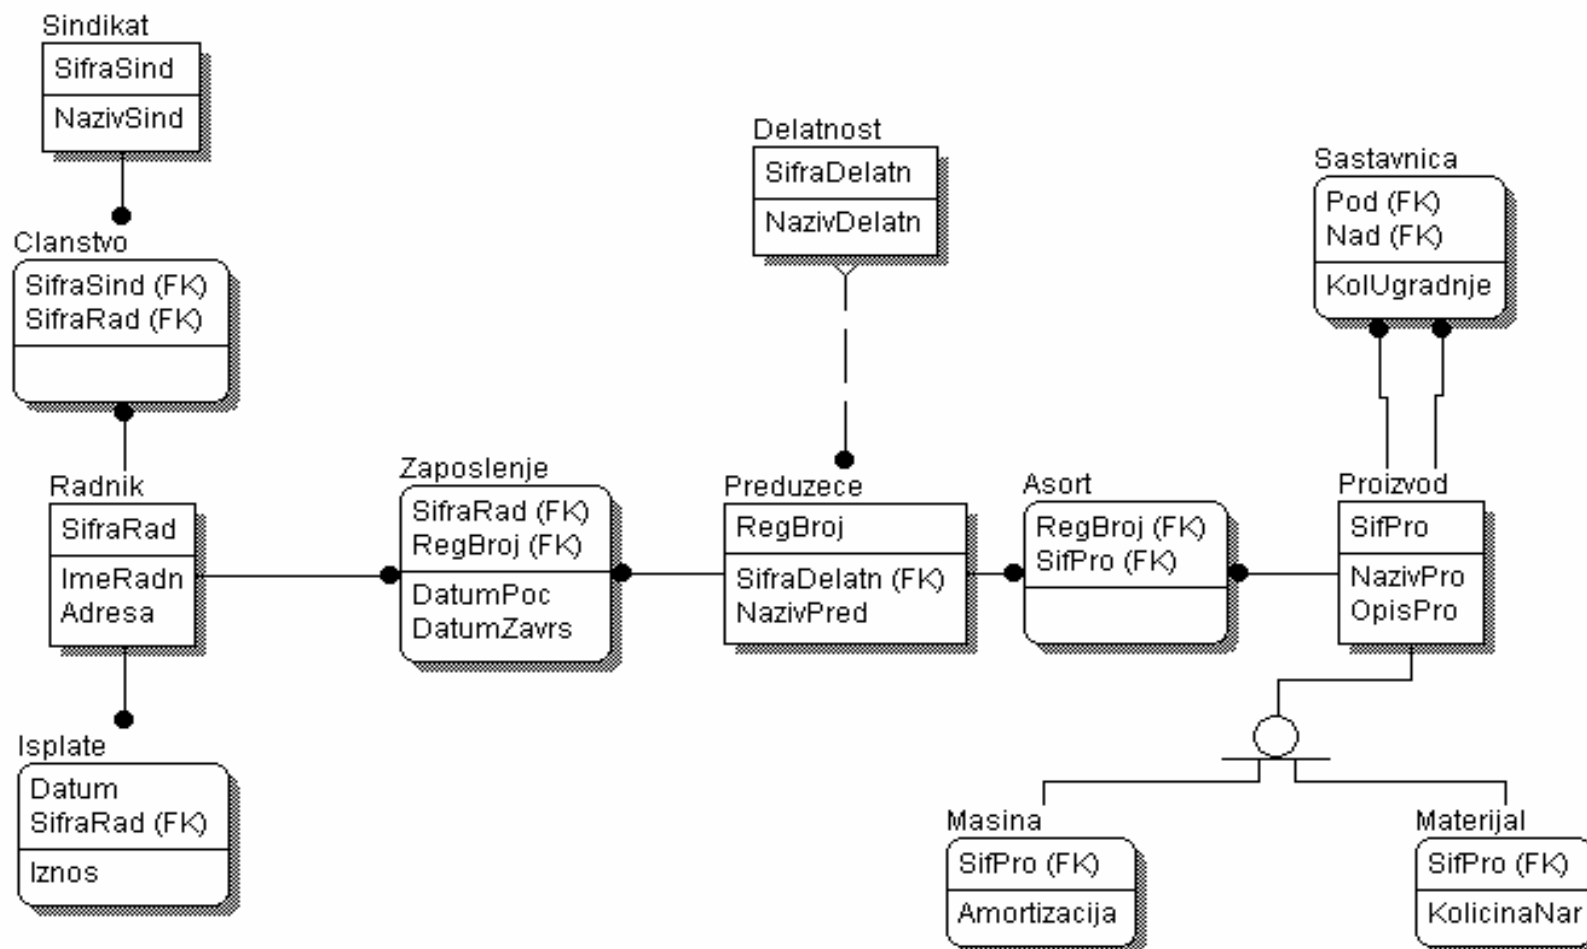 Sindikat
SifraSind
NazivSind
Clanstvo
SifraSind (FK)
SifraRad (FK)
Radnik
SifraRad
ImeRadn
Adresa
Isplate
Datum
SifraRad (FK)
Iznos
Zaposlenje
SifraRad (FK)
RegBroj (FK)
DatumPoc
DatumZavrs
Delatnost
SifraDelatn
NazivDelatn
Preduzece
RegBroj
SifraDelatn (FK)
NazivPred
Asort
RegBroj (FK)
SifPro (FK)
Sastavnica
Pod (FK)
Nad (FK)
KolUgradnje
Proizvod
SifPro
NazivPro
OpisPro
Masina
SifPro (FK)
Amortizacija
Materijal
SifPro (FK)
KolicinaNar